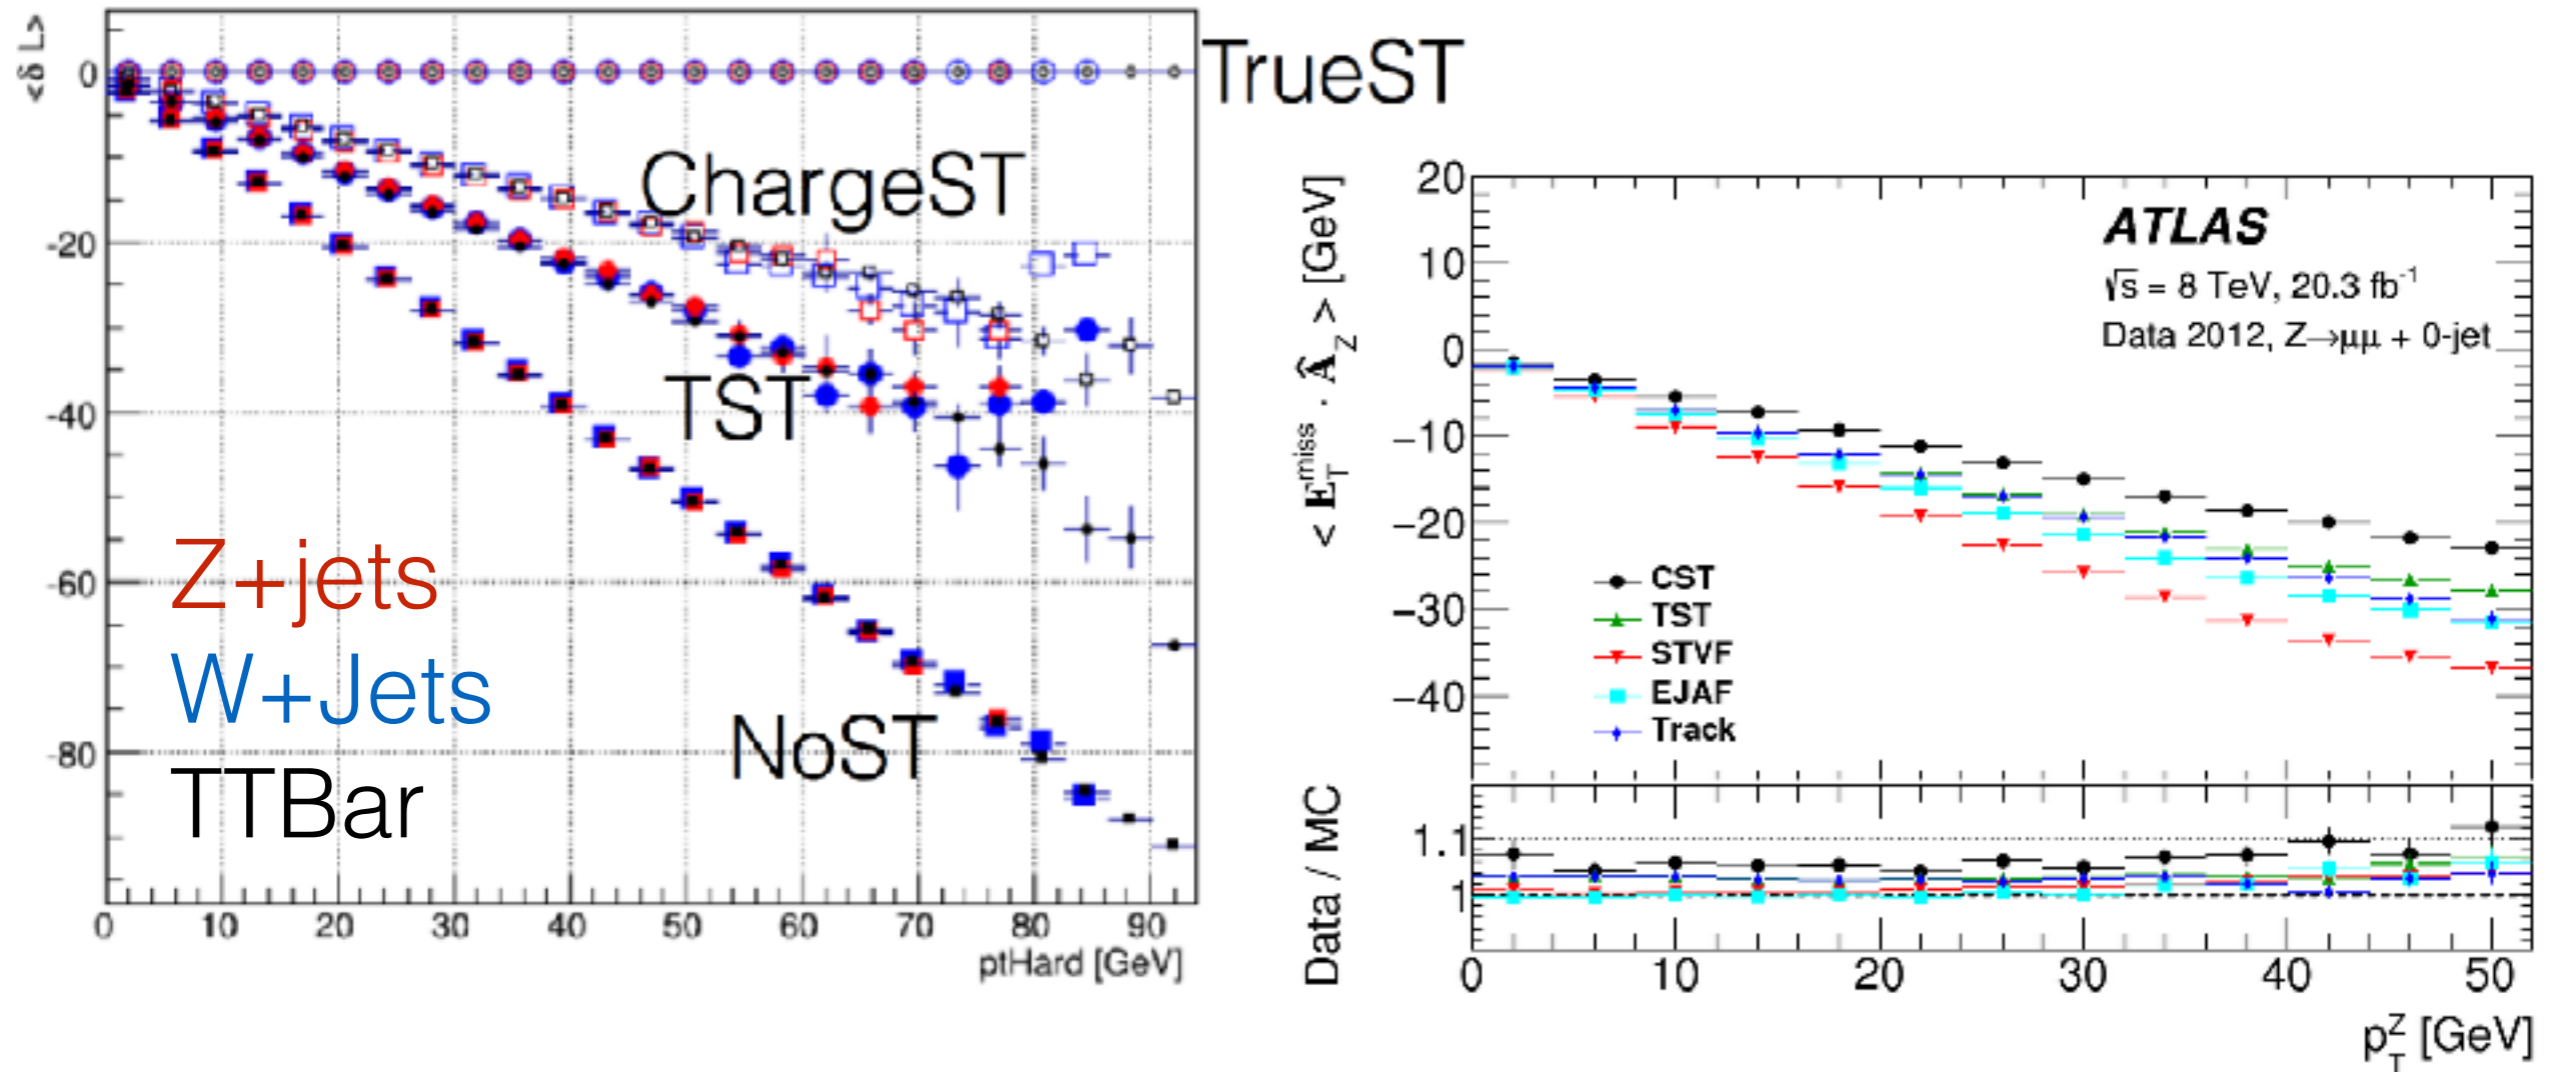 <δ L>
0
-20
-40
-60
-80
TrueST
ChargeST
TST
NoST
Z+jets
W+Jets
TTBar
0 10 20 30 40 50 60 70 80 90
ptHard [GeV]
< E_T^miss · Â_Z > [GeV]
20
10
0
−10
−20
−30
−40
ATLAS
√s = 8 TeV, 20.3 fb⁻¹
Data 2012, Z→μμ + 0-jet
CST
TST
STVF
EJAF
Track
Data / MC
1.1
1
0 10 20 30 40 50
p_T^Z [GeV]